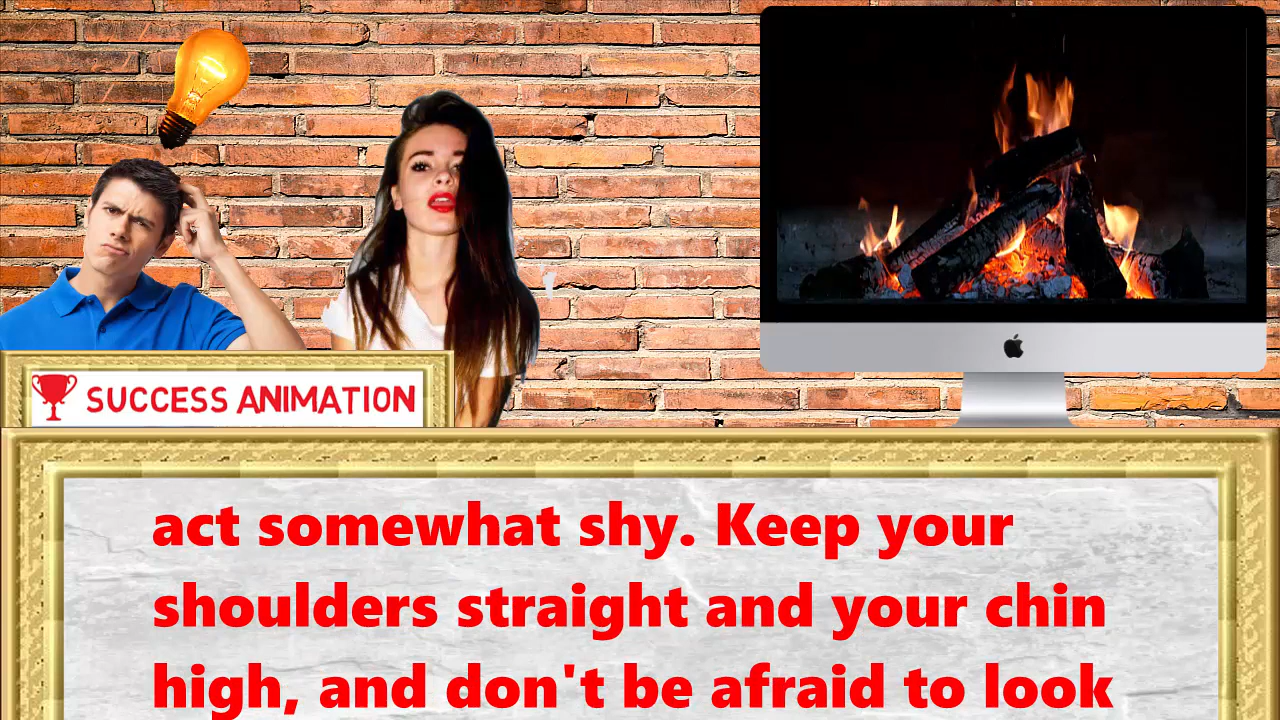 SUCCESS ANIMATION
act somewhat shy. Keep your
shoulders straight and your chin
high, and don't be afraid to look